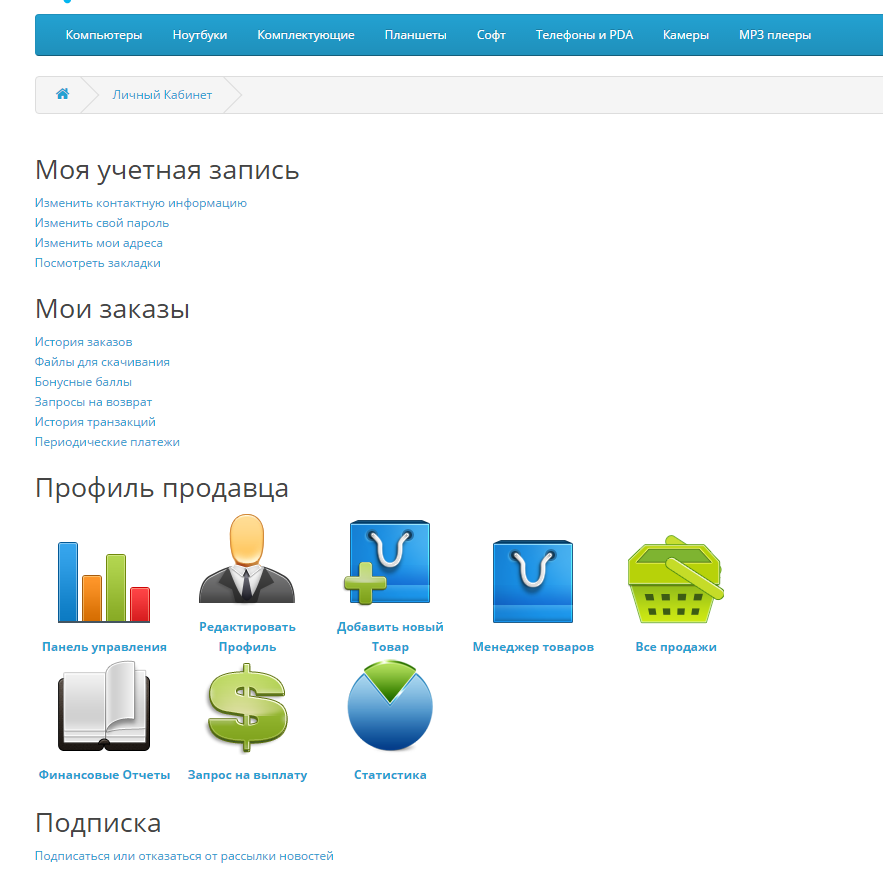 Компьютеры Ноутбуки Комплектующие Планшеты Софт Телефоны и PDA Камеры MP3 плееры
Личный Кабинет
Моя учетная запись
Изменить контактную информацию
Изменить свой пароль
Изменить мои адреса
Посмотреть закладки
Мои заказы
История заказов
Файлы для скачивания
Бонусные баллы
Запросы на возврат
История транзакций
Периодические платежи
Профиль продавца
Панель управления
Редактировать
Профиль
Добавить новый
Товар
Менеджер товаров
Все продажи
Финансовые Отчеты
Запрос на выплату
Статистика
Подписка
Подписаться или отказаться от рассылки новостей